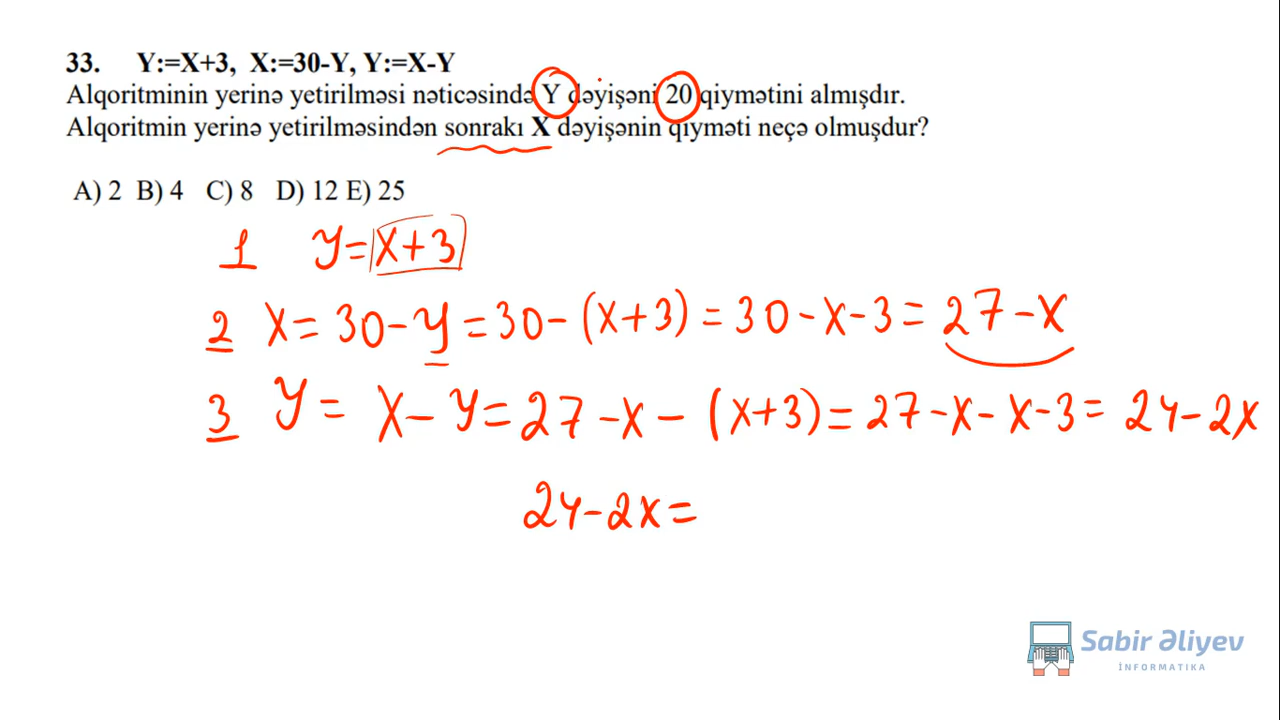 33. Y:=X+3, X:=30-Y, Y:=X-Y
Alqoritminin yerinə yetirilməsi nəticəsində Y dəyişəni 20 qiymətini almışdır.
Alqoritmin yerinə yetirilməsindən sonrakı X dəyişənin qiyməti neçə olmuşdur?
A) 2 B) 4 C) 8 D) 12 E) 25
1 y=x+3
2 x=30-y=30-(x+3)=30-x-3=27-x
3 y=x-y=27-x-(x+3)=27-x-x-3=24-2x
24-2x=
Sabir Əliyev
İNFORMATIKA